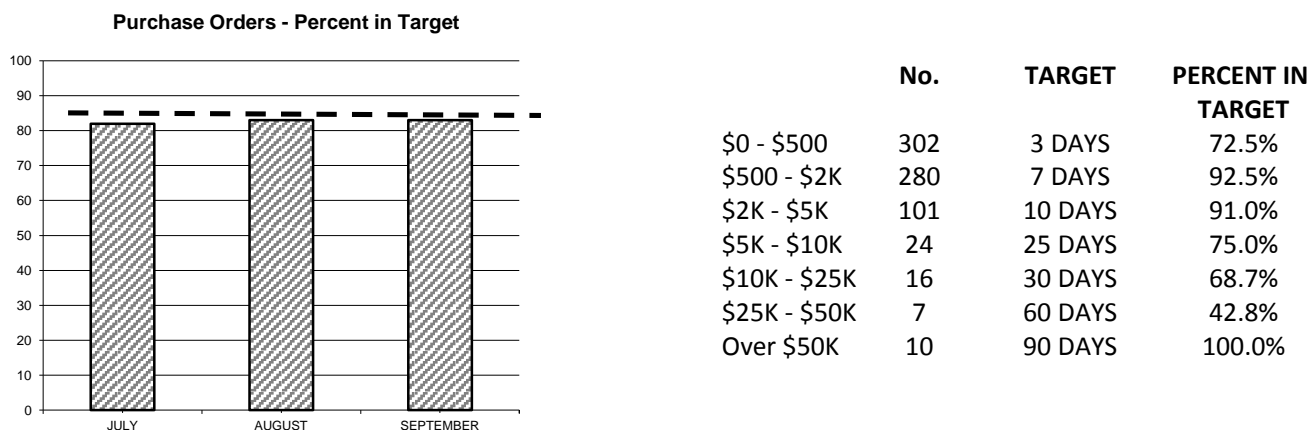 Purchase Orders - Percent in Target
100
90
80
70
60
50
40
30
20
10
0
JULY AUGUST SEPTEMBER
No. TARGET PERCENT IN
TARGET
$0 - $500 302 3 DAYS 72.5%
$500 - $2K 280 7 DAYS 92.5%
$2K - $5K 101 10 DAYS 91.0%
$5K - $10K 24 25 DAYS 75.0%
$10K - $25K 16 30 DAYS 68.7%
$25K - $50K 7 60 DAYS 42.8%
Over $50K 10 90 DAYS 100.0%